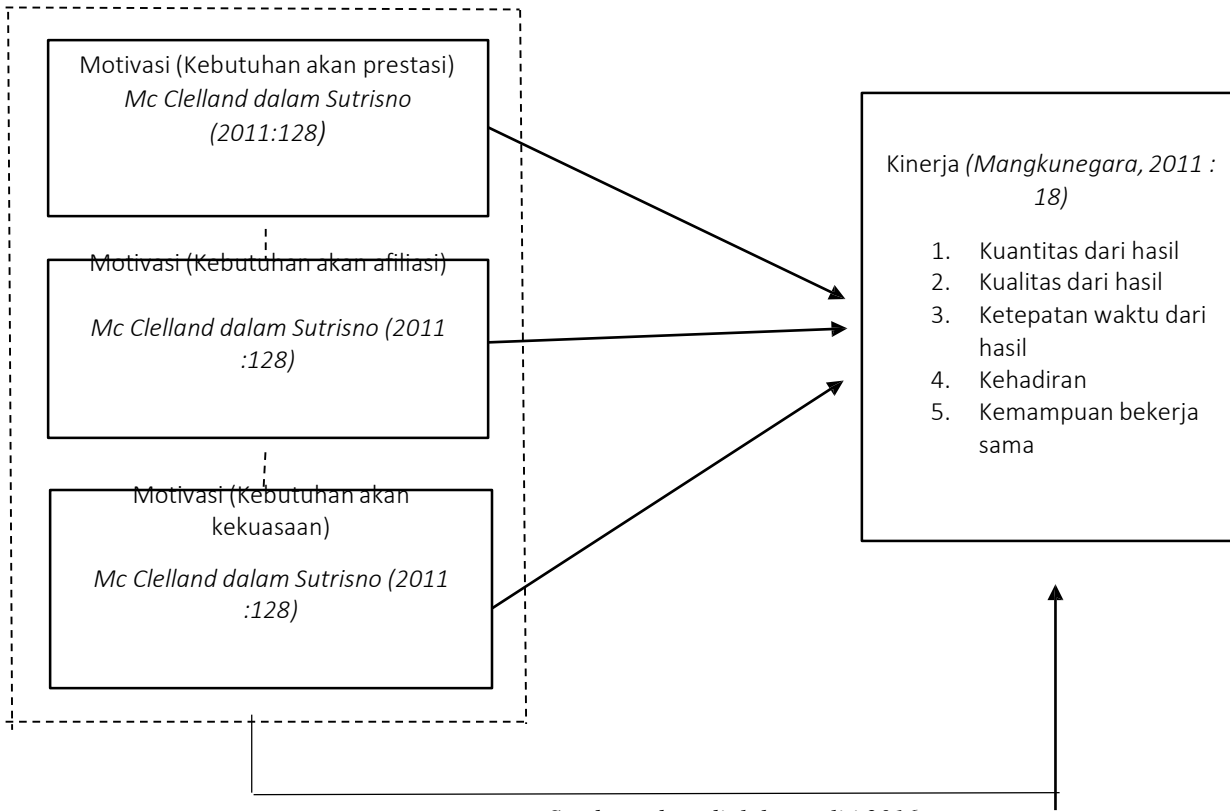 Motivasi (Kebutuhan akan prestasi)
Mc Clelland dalam Sutrisno
(2011:128)
Motivasi (Kebutuhan akan afiliasi)
Mc Clelland dalam Sutrisno (2011
:128)
Motivasi (Kebutuhan akan
kekuasaan)
Mc Clelland dalam Sutrisno (2011
:128)
Kinerja (Mangkunegara, 2011 :
18)
1. Kuantitas dari hasil
2. Kualitas dari hasil
3. Ketepatan waktu dari
hasil
4. Kehadiran
5. Kemampuan bekerja
sama